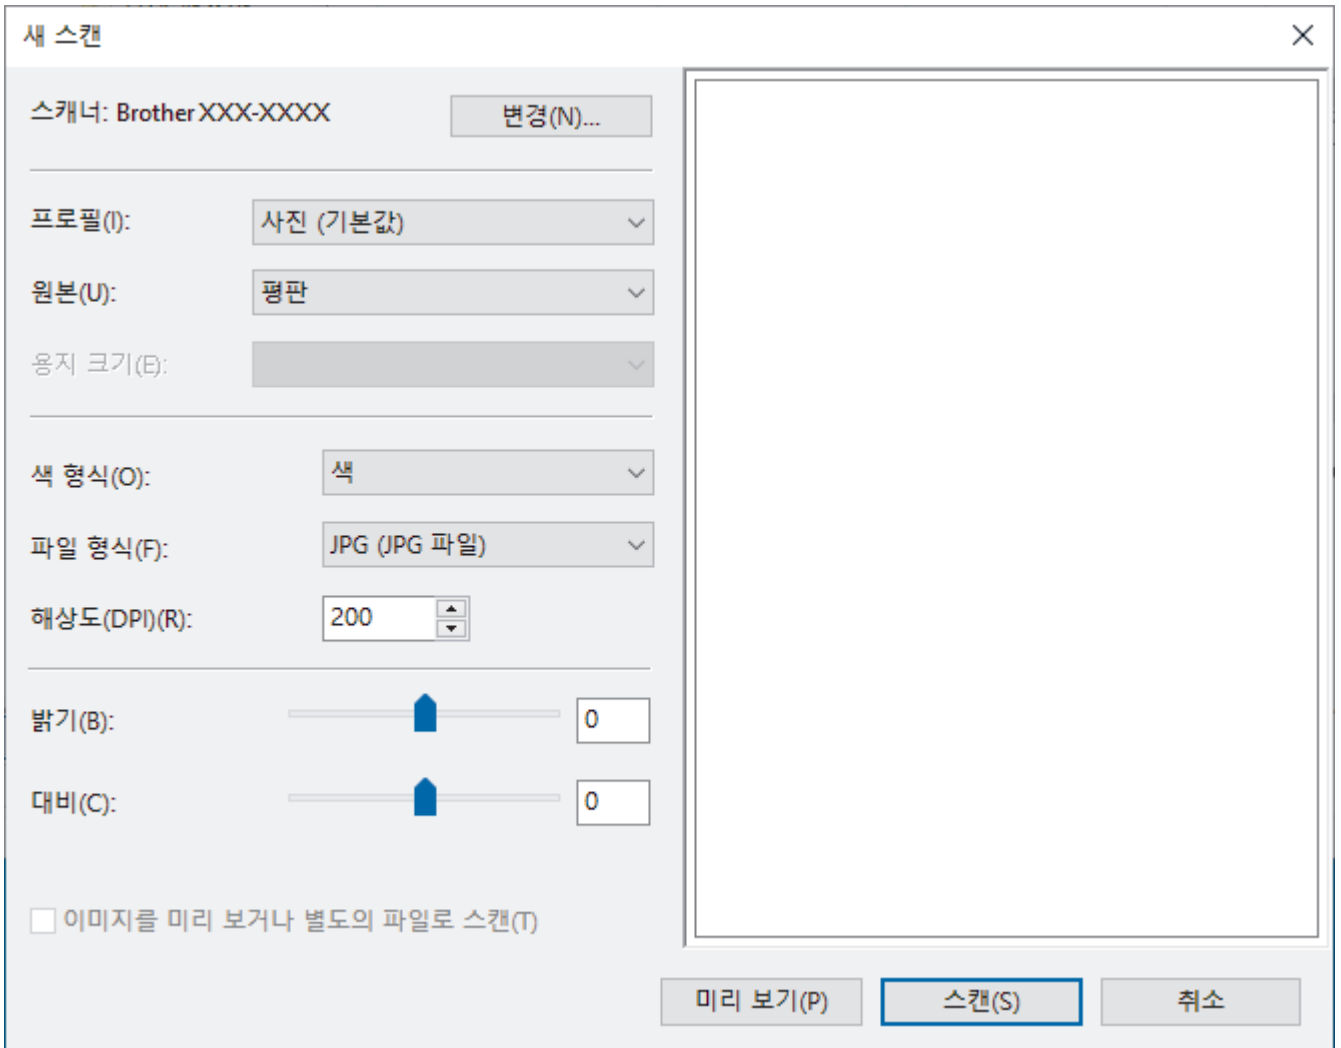 새 스캔
스캐너: Brother XXX-XXXX
변경(N)...
프로필(I):
사진 (기본값)
원본(U):
평판
용지 크기(E):
색 형식(O):
색
파일 형식(F):
JPG (JPG 파일)
해상도(DPI)(R):
200
밝기(B):
0
대비(C):
0
이미지를 미리 보거나 별도의 파일로 스캔(T)
미리 보기(P)
스캔(S)
취소